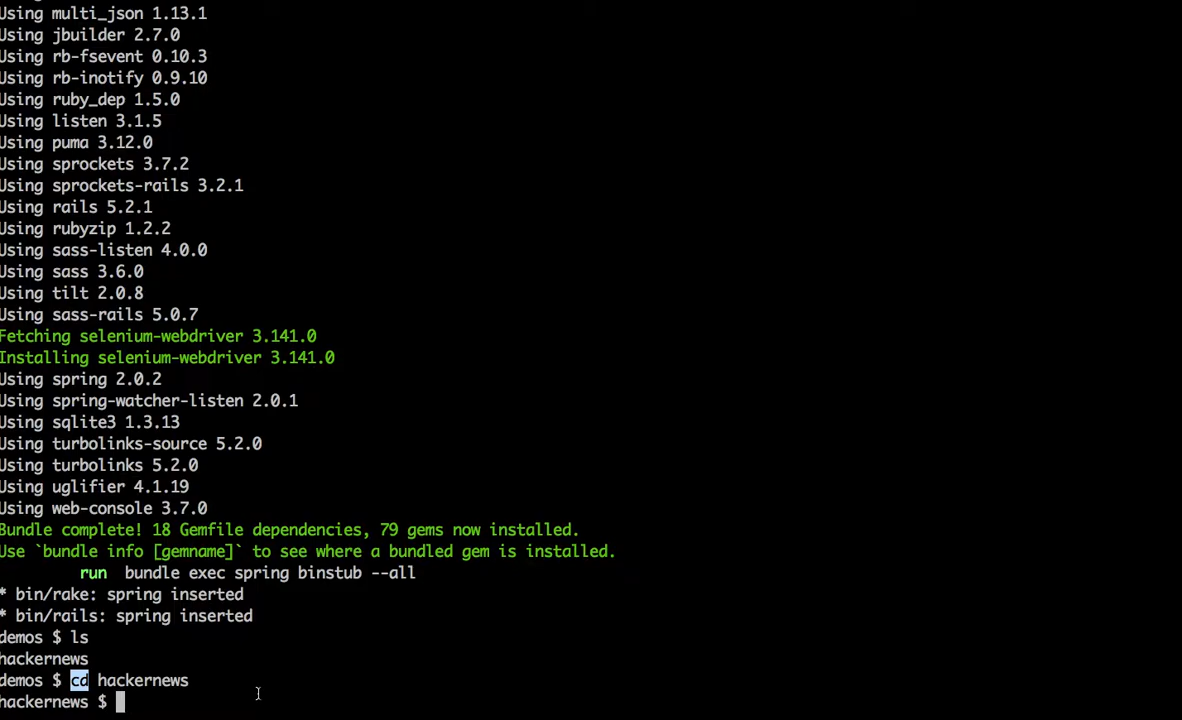 Using multi_json 1.13.1
Using jbuilder 2.7.0
Using rb-fsevent 0.10.3
Using rb-inotify 0.9.10
Using ruby_dep 1.5.0
Using listen 3.1.5
Using puma 3.12.0
Using sprockets 3.7.2
Using sprockets-rails 3.2.1
Using rails 5.2.1
Using rubyzip 1.2.2
Using sass-listen 4.0.0
Using sass 3.6.0
Using tilt 2.0.8
Using sass-rails 5.0.7
Fetching selenium-webdriver 3.141.0
Installing selenium-webdriver 3.141.0
Using spring 2.0.2
Using spring-watcher-listen 2.0.1
Using sqlite3 1.3.13
Using turbolinks-source 5.2.0
Using turbolinks 5.2.0
Using uglifier 4.1.19
Using web-console 3.7.0
Bundle complete! 18 Gemfile dependencies, 79 gems now installed.
Use `bundle info [gemname]` to see where a bundled gem is installed.
run  bundle exec spring binstub --all
* bin/rake: spring inserted
* bin/rails: spring inserted
demos $ ls
hackernews
demos $ cd hackernews
hackernews $